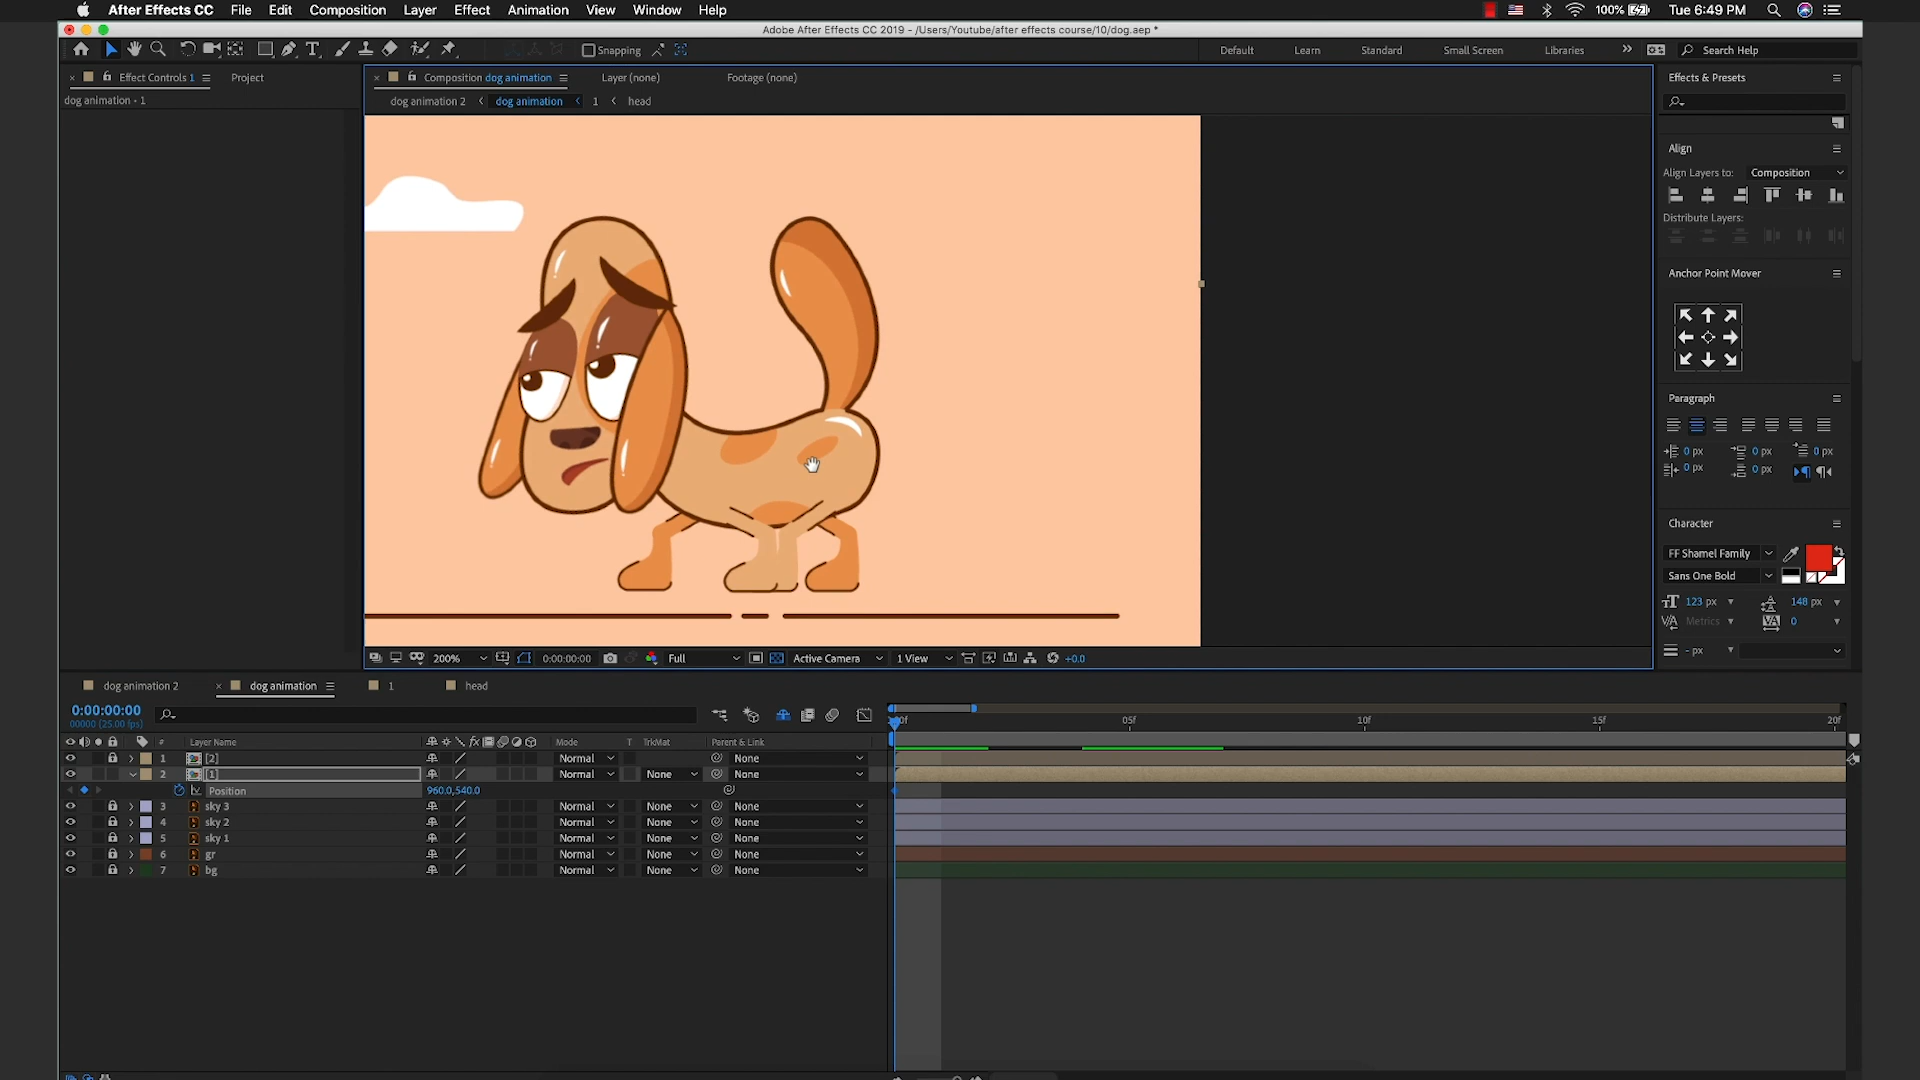 After Effects CC File Edit Composition Layer Effect Animation View Window Help 100% Tue 6:49 PM
Adobe After Effects CC 2019 - /Users/Youtube/after effects course/10/dog.aep *
Snapping Default Learn Standard Small Screen Libraries Search Help
Effect Controls 1 Project Composition dog animation Layer (none) Footage (none) Effects & Presets
dog animation • 1 dog animation 2 dog animation 1 head
Align
Align Layers to: Composition
Distribute Layers:
Anchor Point Mover
Paragraph
0 px 0 px 0 px
0 px 0 px
Character
FF Shamel Family
Sans One Bold
123 px 148 px
Metrics 0
- px
200% 0:00:00:00 Full Active Camera 1 View +0.0
dog animation 2 dog animation 1 head
0:00:00:00
00000 (25.00 fps)
05f 10f 15f 20f
# Layer Name Mode T TrkMat Parent & Link
1 [2] Normal None
2 [1] Normal None None
Position 960.0,540.0
3 sky 3 Normal None None
4 sky 2 Normal None None
5 sky 1 Normal None None
6 gr Normal None None
7 bg Normal None None